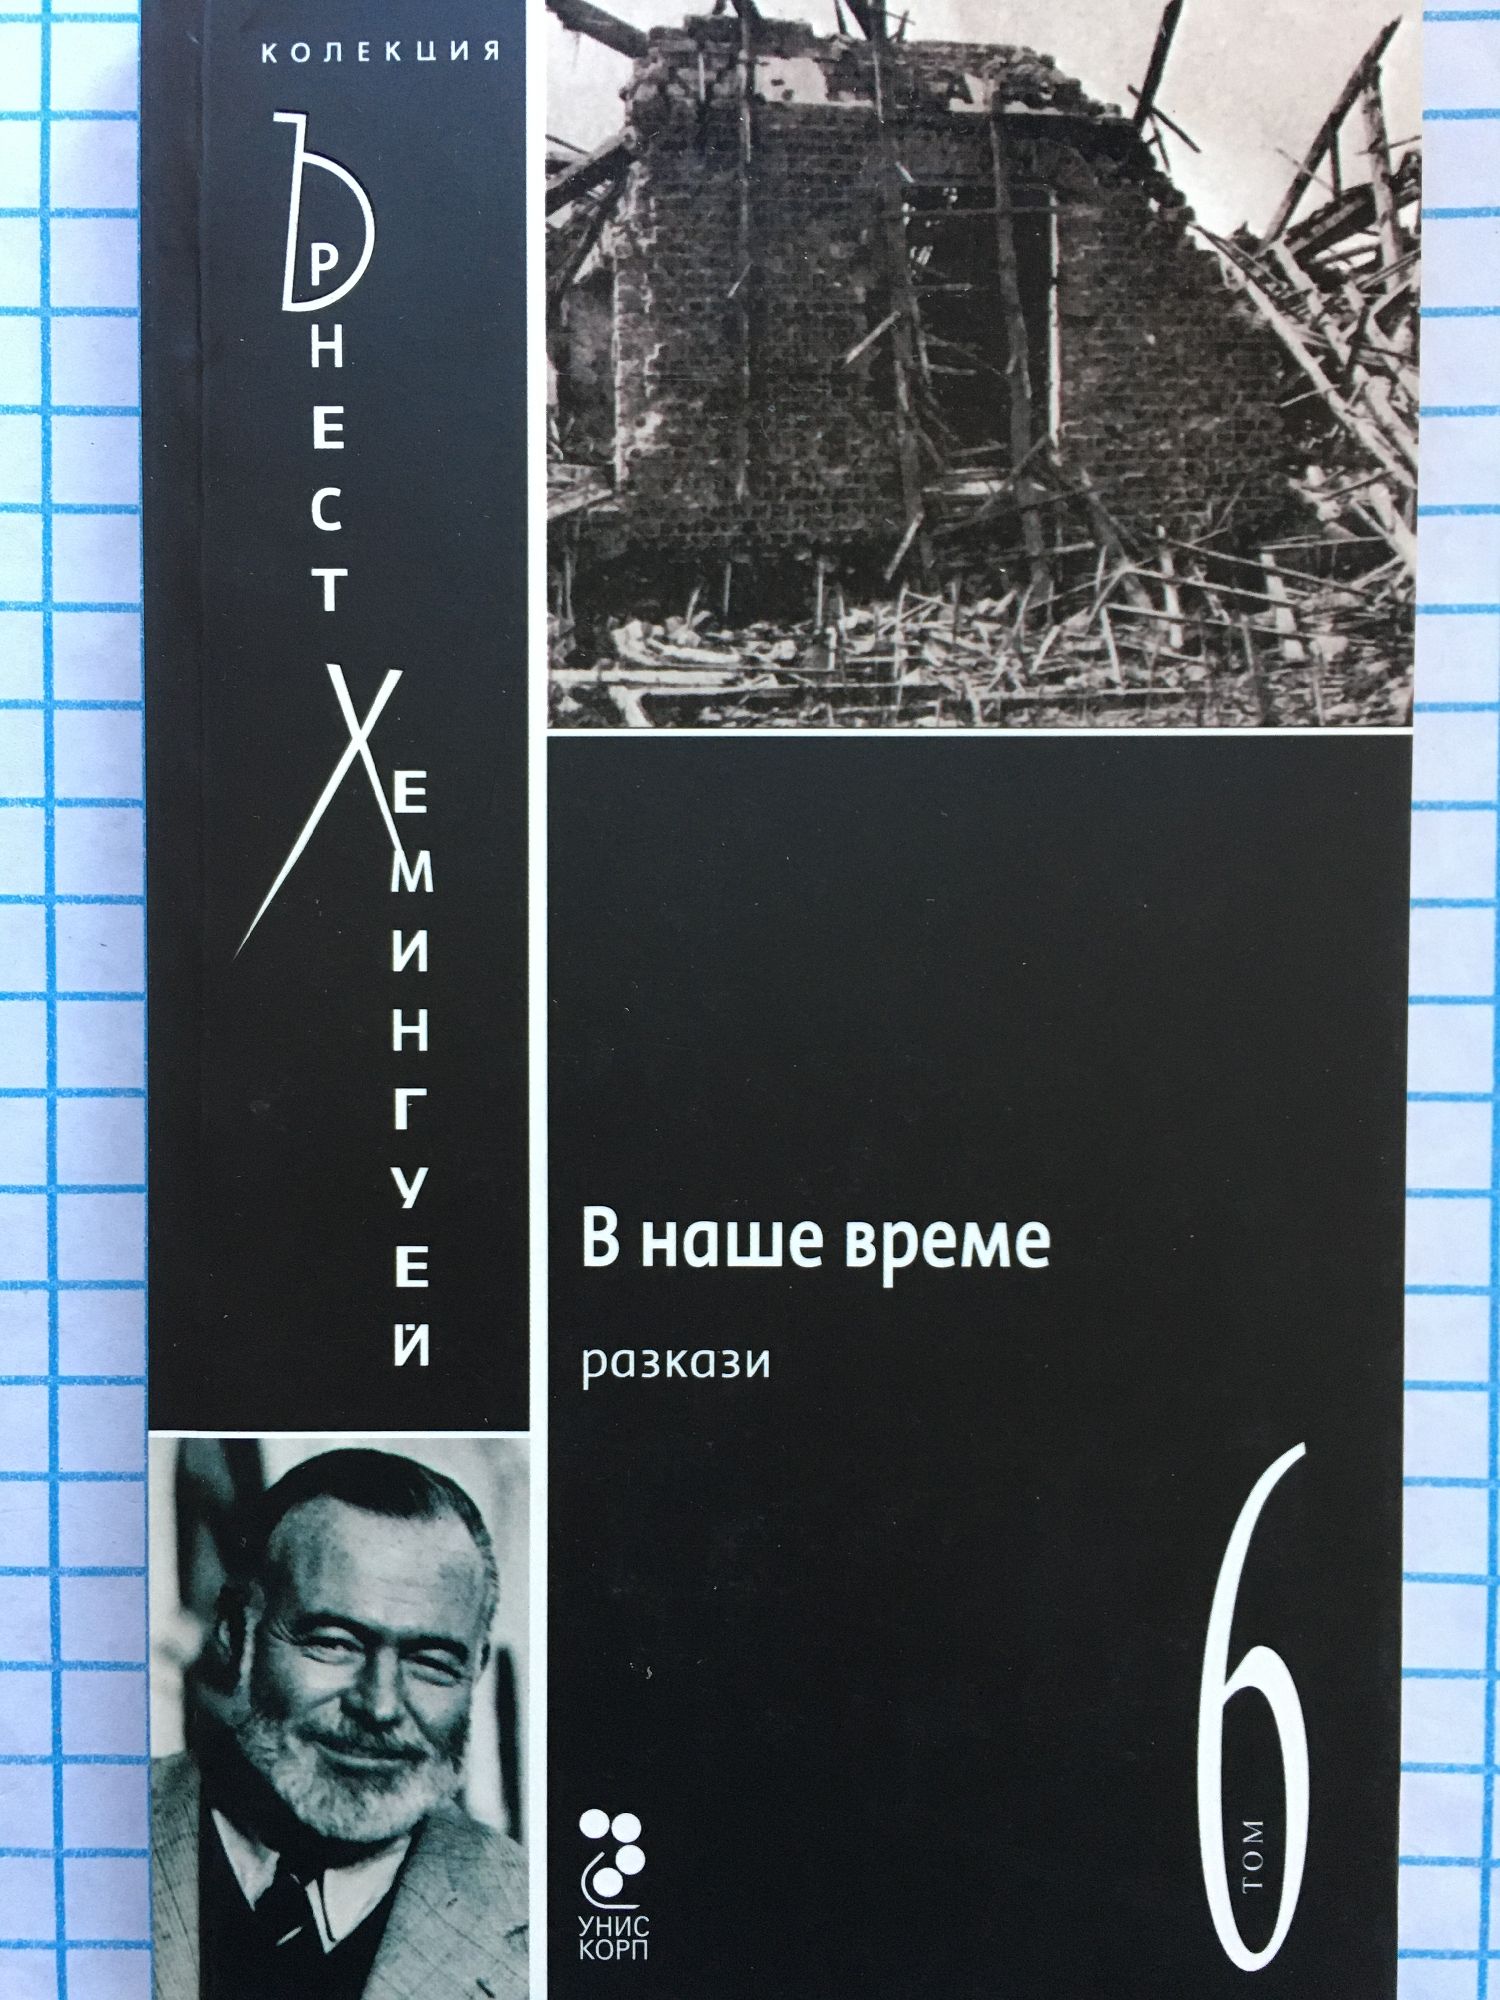 КОЛЕКЦИЯ
ЪРНЕСТ
ХЕМИНГУЕЙ
В наше време
разкази
ТОМ
6
УНИС
КОРП